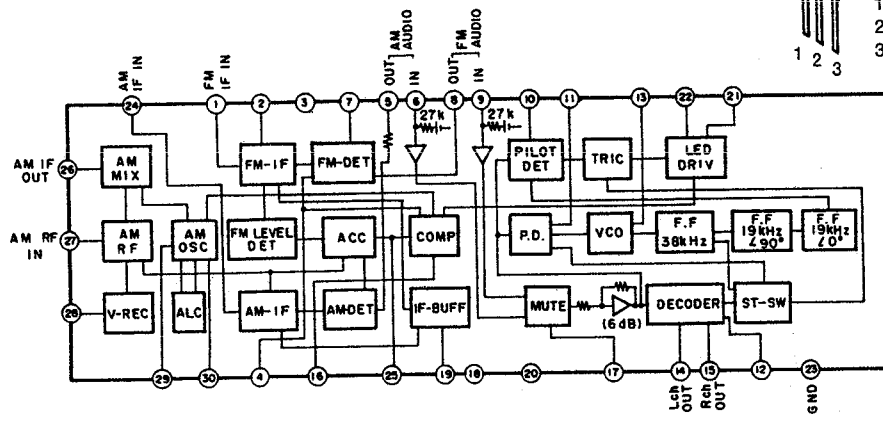 1
2
3
1 2 3
AM IF IN
FM IF IN
OUT AM AUDIO IN
OUT FM AUDIO IN
24 1 2 3 7 5 6 8 9 10 11 13 22 21
27k 27k
26 AM IF OUT
AM MIX
FM-IF
FM-DET
PILOT DET
TRIC
LED DRIV
27 AM RF IN
AM RF
AM OSC
FM LEVEL DET
ACC
COMP
P.D.
VCO
F.F 38kHz
F.F 19kHz ∠90°
F.F 19kHz ∠0°
28
V-REC
ALC
AM-IF
AM-DET
IF-BUFF
MUTE
(6dB)
DECODER
ST-SW
29 30 4 16 25 19 18 20 17 14 15 12 23
Lch OUT
Rch OUT
GND